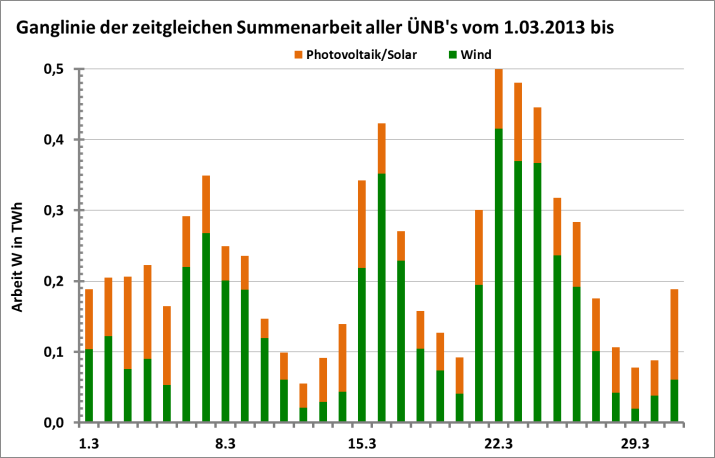 Ganglinie der zeitgleichen Summenarbeit aller ÜNB's vom 1.03.2013 bis
Photovoltaik/Solar Wind
0,5
0,4
0,3
0,2
0,1
0,0
Arbeit W in TWh
1.3 8.3 15.3 22.3 29.3